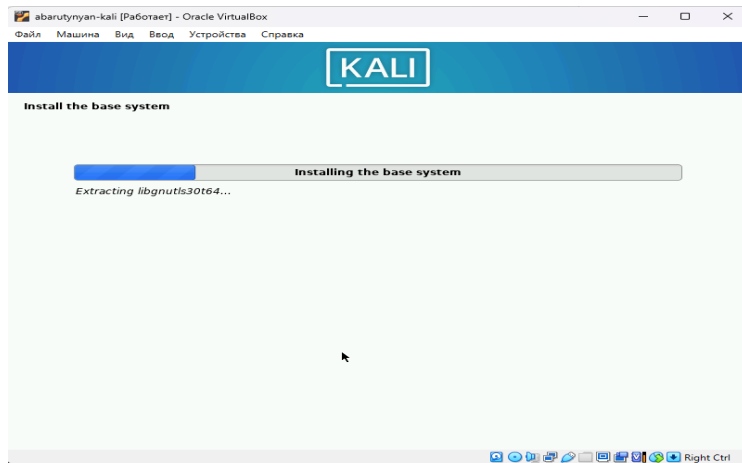 abarutynyan-kali [Работает] - Oracle VirtualBox
Файл Машина Вид Ввод Устройства Справка
KALI
Install the base system
Installing the base system
Extracting libgnutls30t64...
Right Ctrl